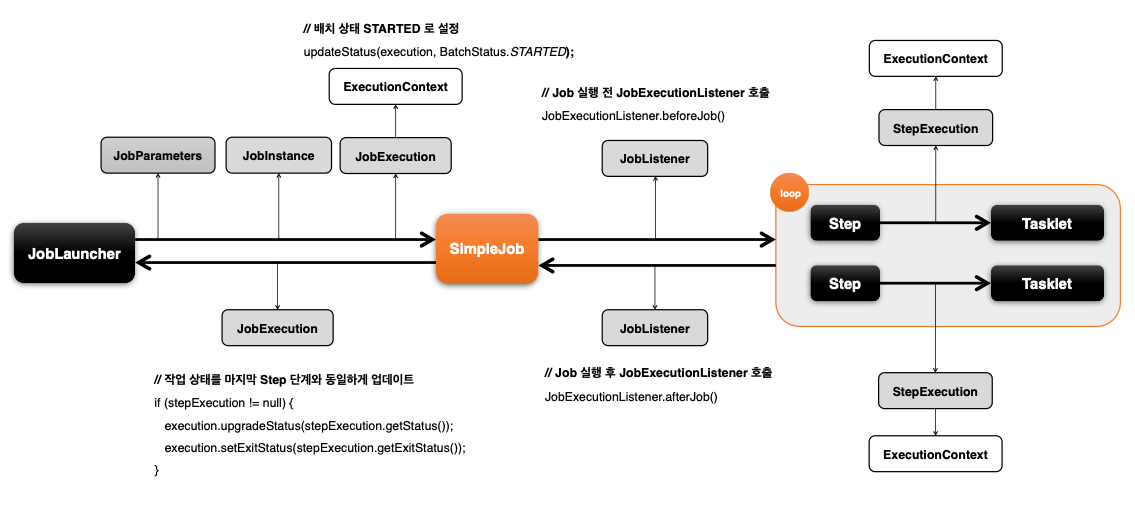 // 배치 상태 STARTED 로 설정
updateStatus(execution, BatchStatus.STARTED);
ExecutionContext
JobParameters
JobInstance
JobExecution
// Job 실행 전 JobExecutionListener 호출
JobExecutionListener.beforeJob()
JobListener
ExecutionContext
StepExecution
loop
JobLauncher
SimpleJob
Step
Tasklet
Step
Tasklet
JobExecution
// 작업 상태를 마지막 Step 단계와 동일하게 업데이트
if (stepExecution != null) {
execution.upgradeStatus(stepExecution.getStatus());
execution.setExitStatus(stepExecution.getExitStatus());
}
JobListener
// Job 실행 후 JobExecutionListener 호출
JobExecutionListener.afterJob()
StepExecution
ExecutionContext